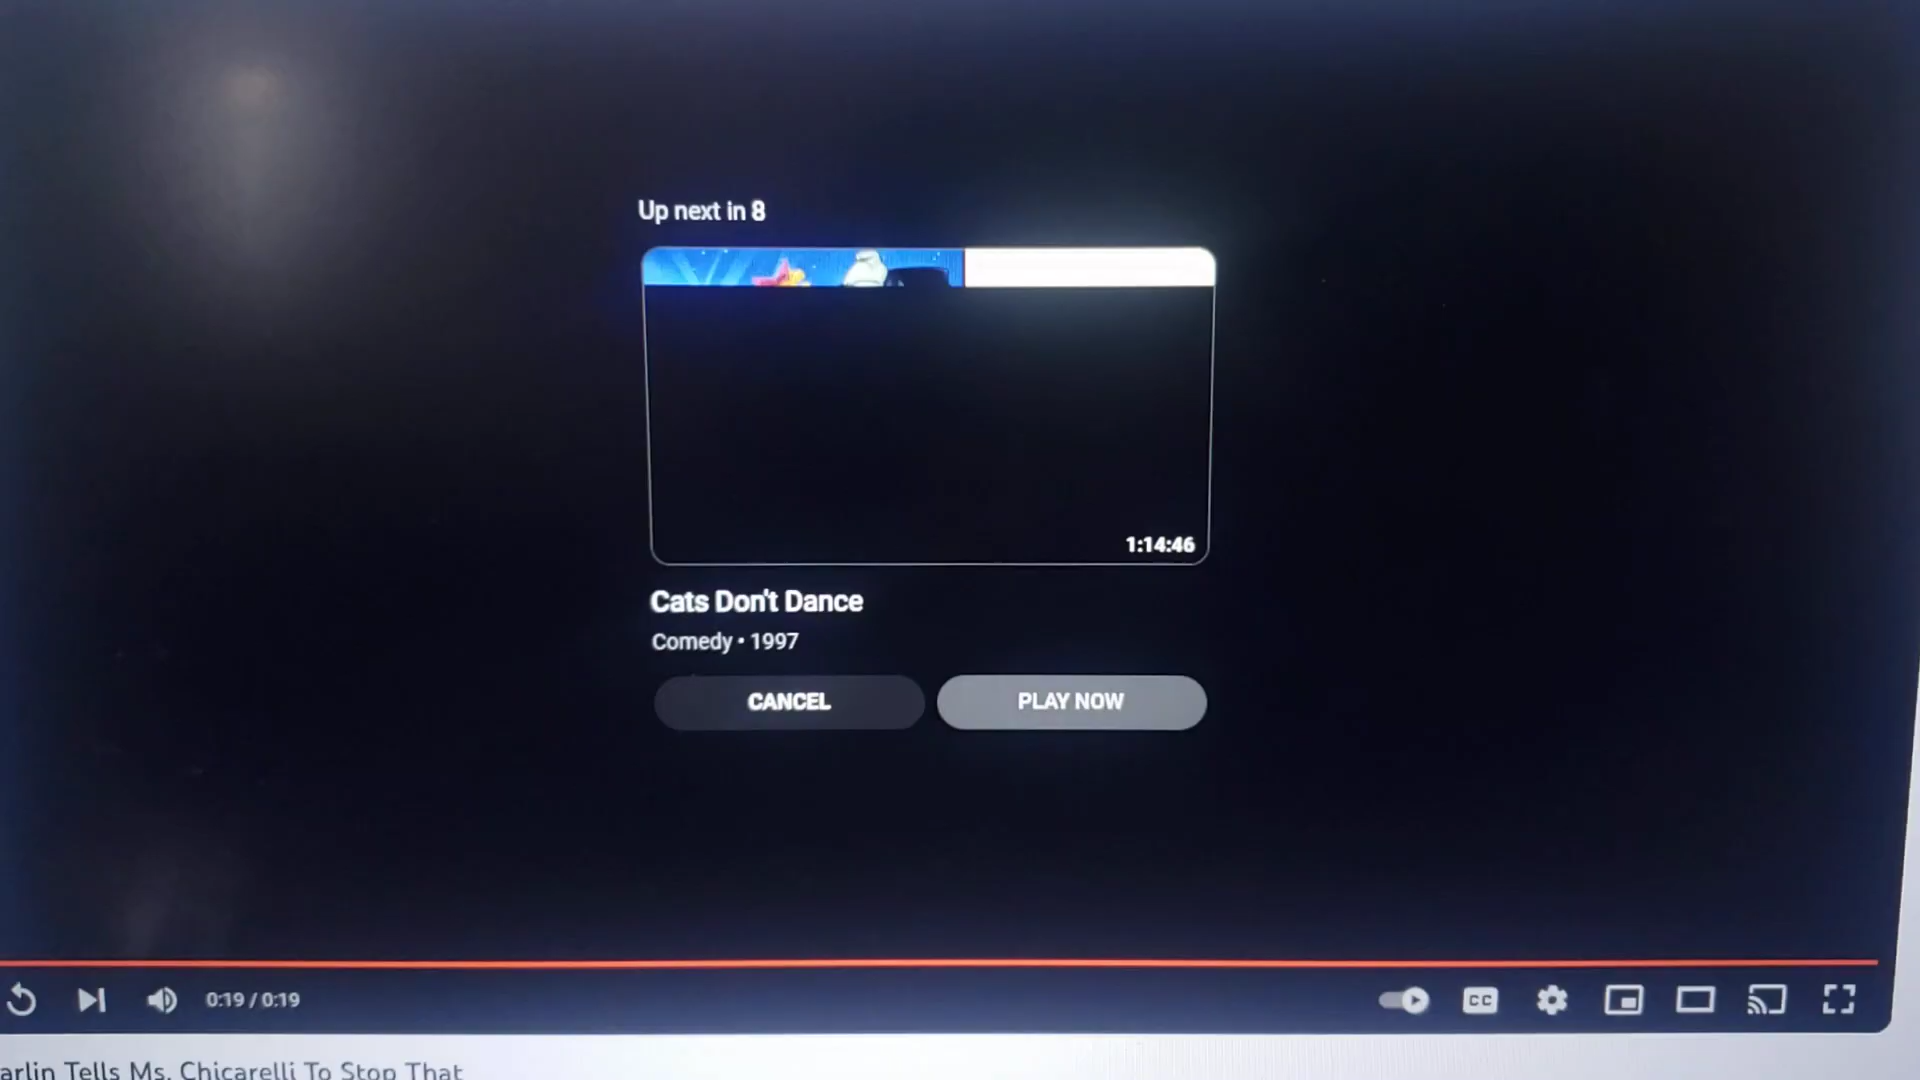 Up next in 8
1:14:46
Cats Don't Dance
Comedy • 1997
CANCEL
PLAY NOW
0:19 / 0:19
CC
arlin Tells Ms. Chicarelli To Stop That